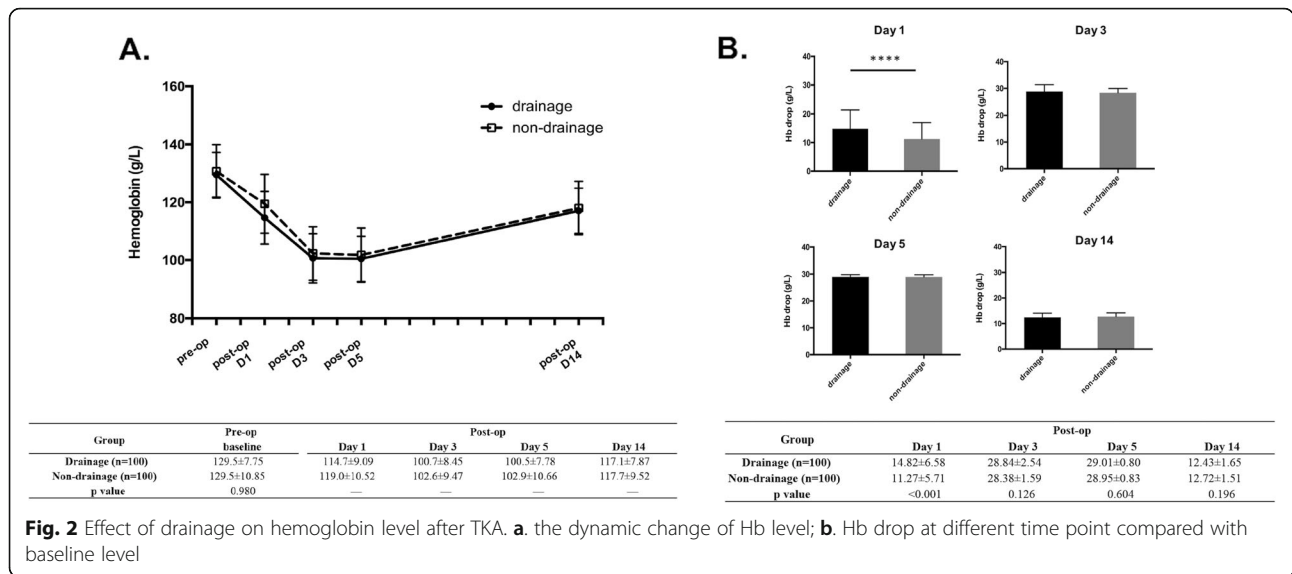 A.
160
140
120
100
80
Hemoglobin (g/L)
drainage
non-drainage
pre-op
post-op D1
post-op D3
post-op D5
post-op D14
Group Pre-op baseline Post-op
Day 1 Day 3 Day 5 Day 14
Drainage (n=100) 129.5±7.75 114.7±9.09 100.7±8.45 100.5±7.78 117.1±7.87
Non-drainage (n=100) 129.5±10.85 119.0±10.52 102.6±9.47 102.9±10.66 117.7±9.52
p value 0.980 — — — —
B.
Day 1
40
30
20
10
0
Hb drop (g/L)
****
drainage
non-drainage
Day 3
40
30
20
10
0
Hb drop (g/L)
drainage
non-drainage
Day 5
40
30
20
10
0
Hb drop (g/L)
drainage
non-drainage
Day 14
40
30
20
10
0
Hb drop (g/L)
drainage
non-drainage
Group Post-op
Day 1 Day 3 Day 5 Day 14
Drainage (n=100) 14.82±6.58 28.84±2.54 29.01±0.80 12.43±1.65
Non-drainage (n=100) 11.27±5.71 28.38±1.59 28.95±0.83 12.72±1.51
p value <0.001 0.126 0.604 0.196
Fig. 2 Effect of drainage on hemoglobin level after TKA. a. the dynamic change of Hb level; b. Hb drop at different time point compared with
baseline level